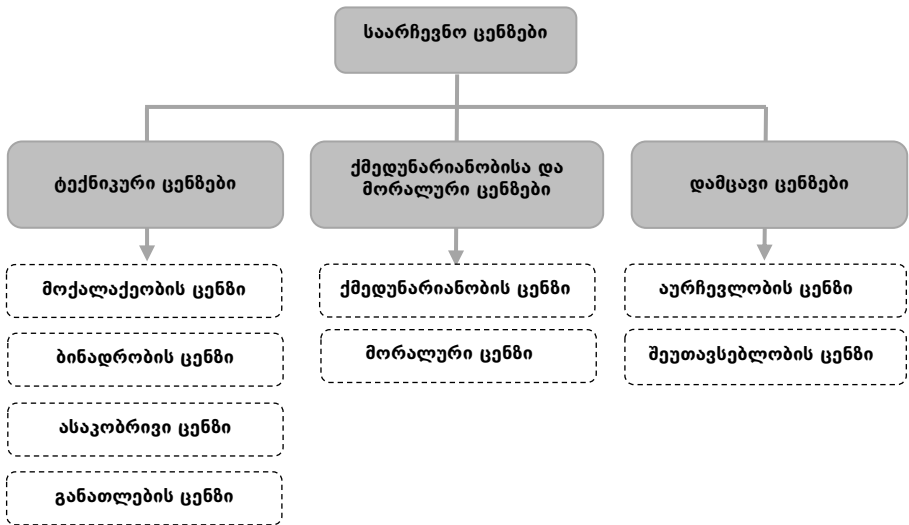 საარჩევნო ცენზები
ტექნიკური ცენზები
ქმედუნარიანობისა და
მორალური ცენზები
დამცავი ცენზები
მოქალაქეობის ცენზი
ბინადრობის ცენზი
ასაკობრივი ცენზი
განათლების ცენზი
ქმედუნარიანობის ცენზი
მორალური ცენზი
აურჩევლობის ცენზი
შეუთავსებლობის ცენზი